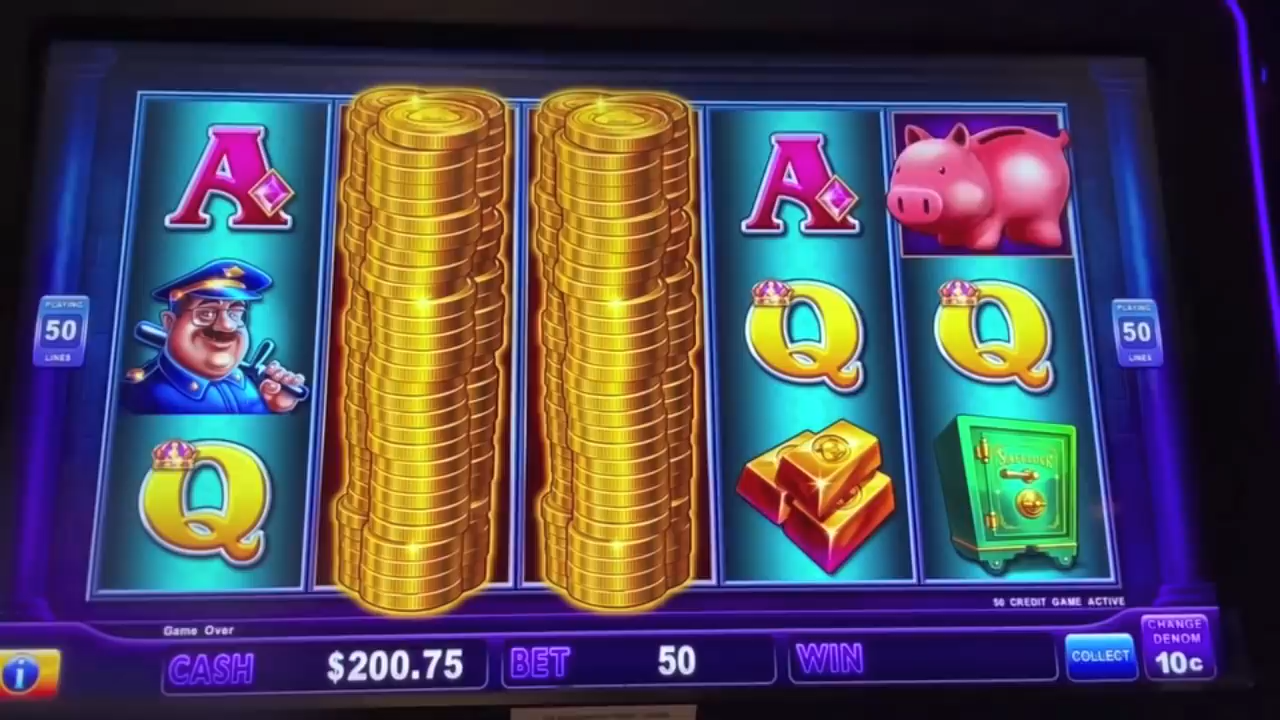 A
A
PLAYING
50
LINES
Q
Q
Q
PLAYING
50
LINES
50 CREDIT GAME ACTIVE
Game Over
CASH $200.75
BET 50
WIN
COLLECT
CHANGE
DENOM
10¢
i